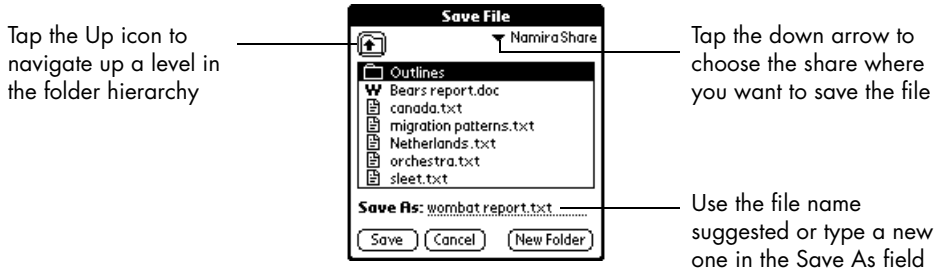 Tap the Up icon to
navigate up a level in
the folder hierarchy
Save File
NamiraShare
Outlines
W Bears report.doc
canada.txt
migration patterns.txt
Netherlands.txt
orchestra.txt
sleet.txt
Save As: wombat report.txt
Save Cancel New Folder
Tap the down arrow to
choose the share where
you want to save the file
Use the file name
suggested or type a new
one in the Save As field